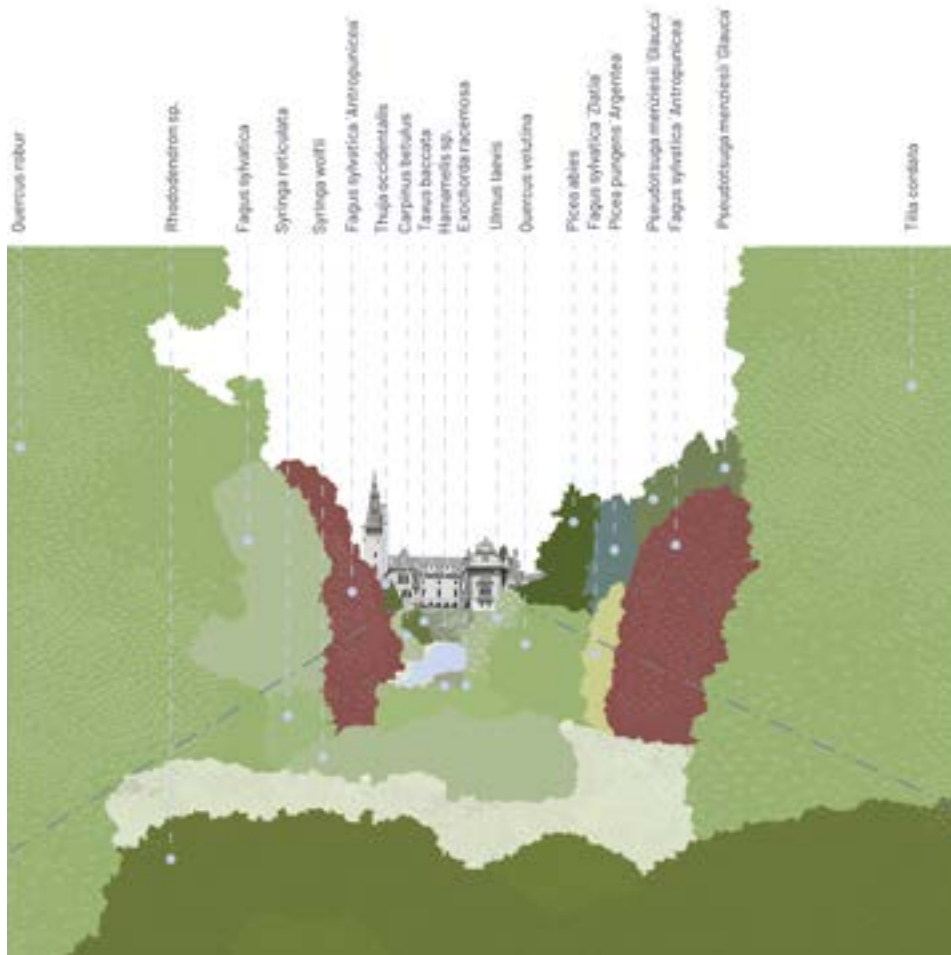 Quercus robur
Rhododendron sp.
Fagus sylvatica
Syringa reticulata
Syringa wolfii
Fagus sylvatica 'Antropunicea'
Thuja occidentalis
Carpinus betulus
Taxus baccata
Hamamelis sp.
Exochorda racemosa
Ulmus laevis
Quercus velutina
Picea abies
Fagus sylvatica 'Zlatia'
Picea pungens 'Argentea'
Pseudotsuga menziesii 'Glauca'
Fagus sylvatica 'Antropunicea'
Pseudotsuga menziesii 'Glauca'
Tilia cordata